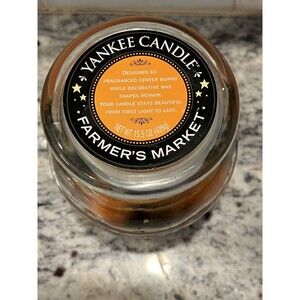 YANKEE CANDLE
DESIGNED SO
FRAGRANCED CENTER BURNS
WHILE DECORATIVE WAX
SHAPES REMAIN.
YOUR CANDLE STAYS BEAUTIFUL
FROM FIRST LIGHT TO LAST.
NET WT 15.5 OZ (439g)
FARMER'S MARKET